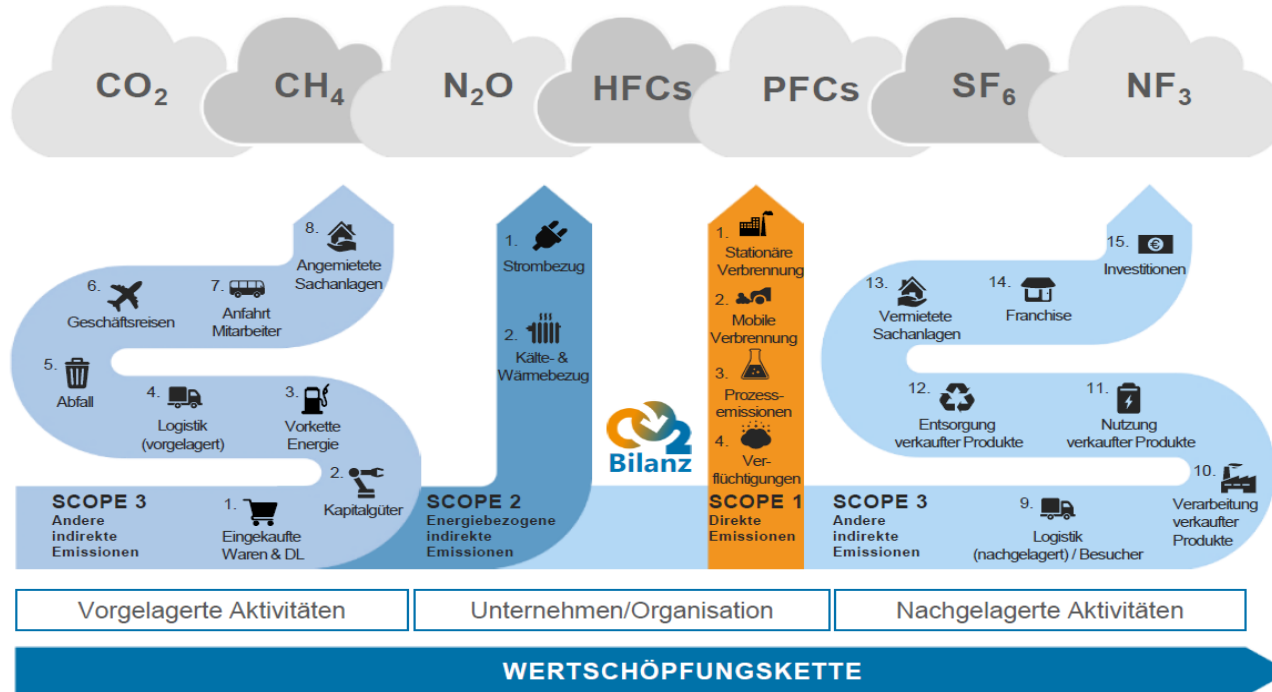 CO₂
CH₄
N₂O
HFCs
PFCs
SF₆
NF₃
8.
Angemietete
Sachanlagen
6.
Geschäftsreisen
7.
Anfahrt
Mitarbeiter
5.
Abfall
4.
Logistik
(vorgelagert)
3.
Vorkette
Energie
2.
Kapitalgüter
1.
Eingekaufte
Waren & DL
SCOPE 3
Andere
indirekte
Emissionen
1.
Strombezug
2.
Kälte- &
Wärmebezug
SCOPE 2
Energiebezogene
indirekte
Emissionen
CO2
Bilanz
1.
Stationäre
Verbrennung
2.
Mobile
Verbrennung
3.
Prozess-
emissionen
4.
Ver-
flüchtigungen
SCOPE 1
Direkte
Emissionen
15.
Investitionen
14.
Franchise
13.
Vermietete
Sachanlagen
12.
Entsorgung
verkaufter Produkte
11.
Nutzung
verkaufter Produkte
10.
Verarbeitung
verkaufter
Produkte
9.
Logistik
(nachgelagert) / Besucher
SCOPE 3
Andere
indirekte
Emissionen
Vorgelagerte Aktivitäten
Unternehmen/Organisation
Nachgelagerte Aktivitäten
WERTSCHÖPFUNGSKETTE